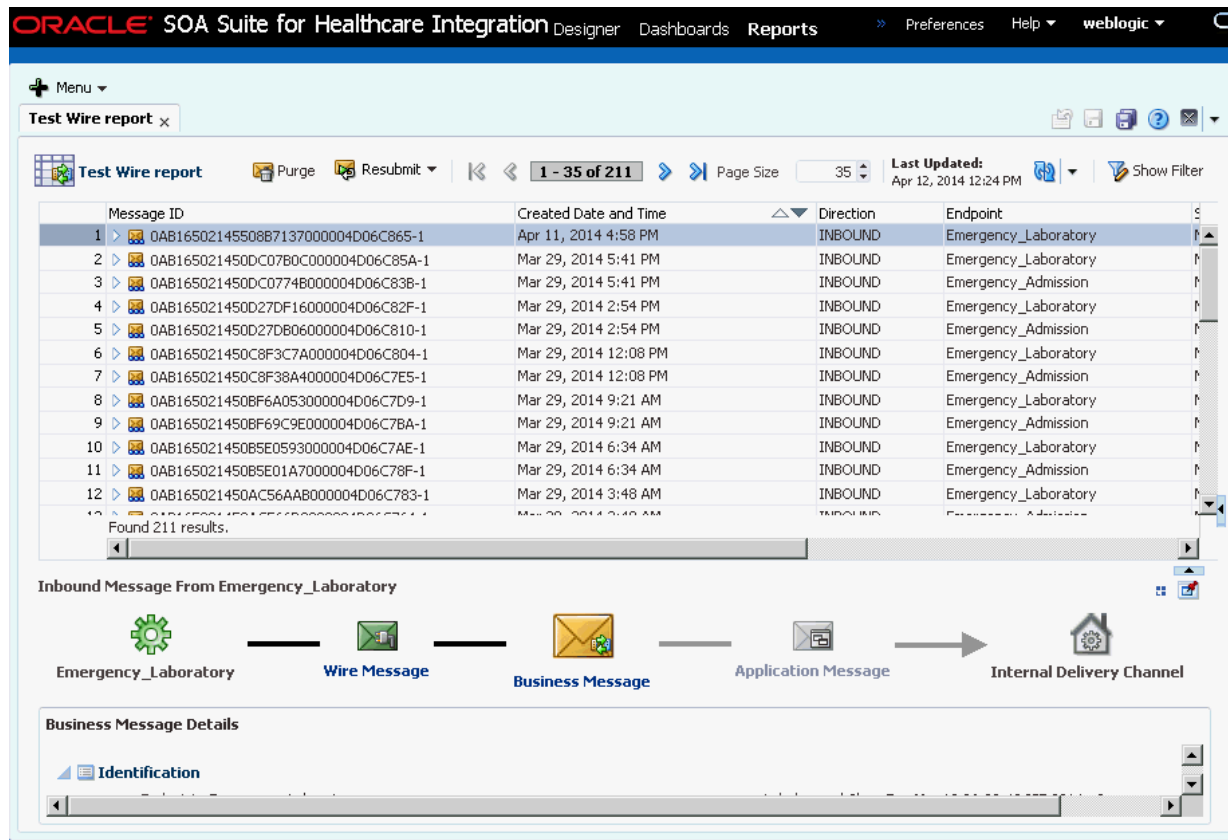 ORACLE SOA Suite for Healthcare Integration Designer Dashboards Reports » Preferences Help weblogic
Menu
Test Wire report x
Test Wire report Purge Resubmit 1 - 35 of 211 Page Size 35 Last Updated: Apr 12, 2014 12:24 PM Show Filter
Message ID Created Date and Time Direction Endpoint
1 0AB16502145508B7137000004D06C865-1 Apr 11, 2014 4:58 PM INBOUND Emergency_Laboratory
2 0AB165021450DC07B0C000004D06C85A-1 Mar 29, 2014 5:41 PM INBOUND Emergency_Laboratory
3 0AB165021450DC0774B000004D06C83B-1 Mar 29, 2014 5:41 PM INBOUND Emergency_Admission
4 0AB165021450D27DF16000004D06C82F-1 Mar 29, 2014 2:54 PM INBOUND Emergency_Laboratory
5 0AB165021450D27DB06000004D06C810-1 Mar 29, 2014 2:54 PM INBOUND Emergency_Admission
6 0AB165021450C8F3C7A000004D06C804-1 Mar 29, 2014 12:08 PM INBOUND Emergency_Laboratory
7 0AB165021450C8F38A4000004D06C7E5-1 Mar 29, 2014 12:08 PM INBOUND Emergency_Admission
8 0AB165021450BF6A053000004D06C7D9-1 Mar 29, 2014 9:21 AM INBOUND Emergency_Laboratory
9 0AB165021450BF69C9E000004D06C7BA-1 Mar 29, 2014 9:21 AM INBOUND Emergency_Admission
10 0AB165021450B5E0593000004D06C7AE-1 Mar 29, 2014 6:34 AM INBOUND Emergency_Laboratory
11 0AB165021450B5E01A7000004D06C78F-1 Mar 29, 2014 6:34 AM INBOUND Emergency_Admission
12 0AB165021450AC56AAB000004D06C783-1 Mar 29, 2014 3:48 AM INBOUND Emergency_Laboratory
Found 211 results.
Inbound Message From Emergency_Laboratory
Emergency_Laboratory Wire Message Business Message Application Message Internal Delivery Channel
Business Message Details
Identification